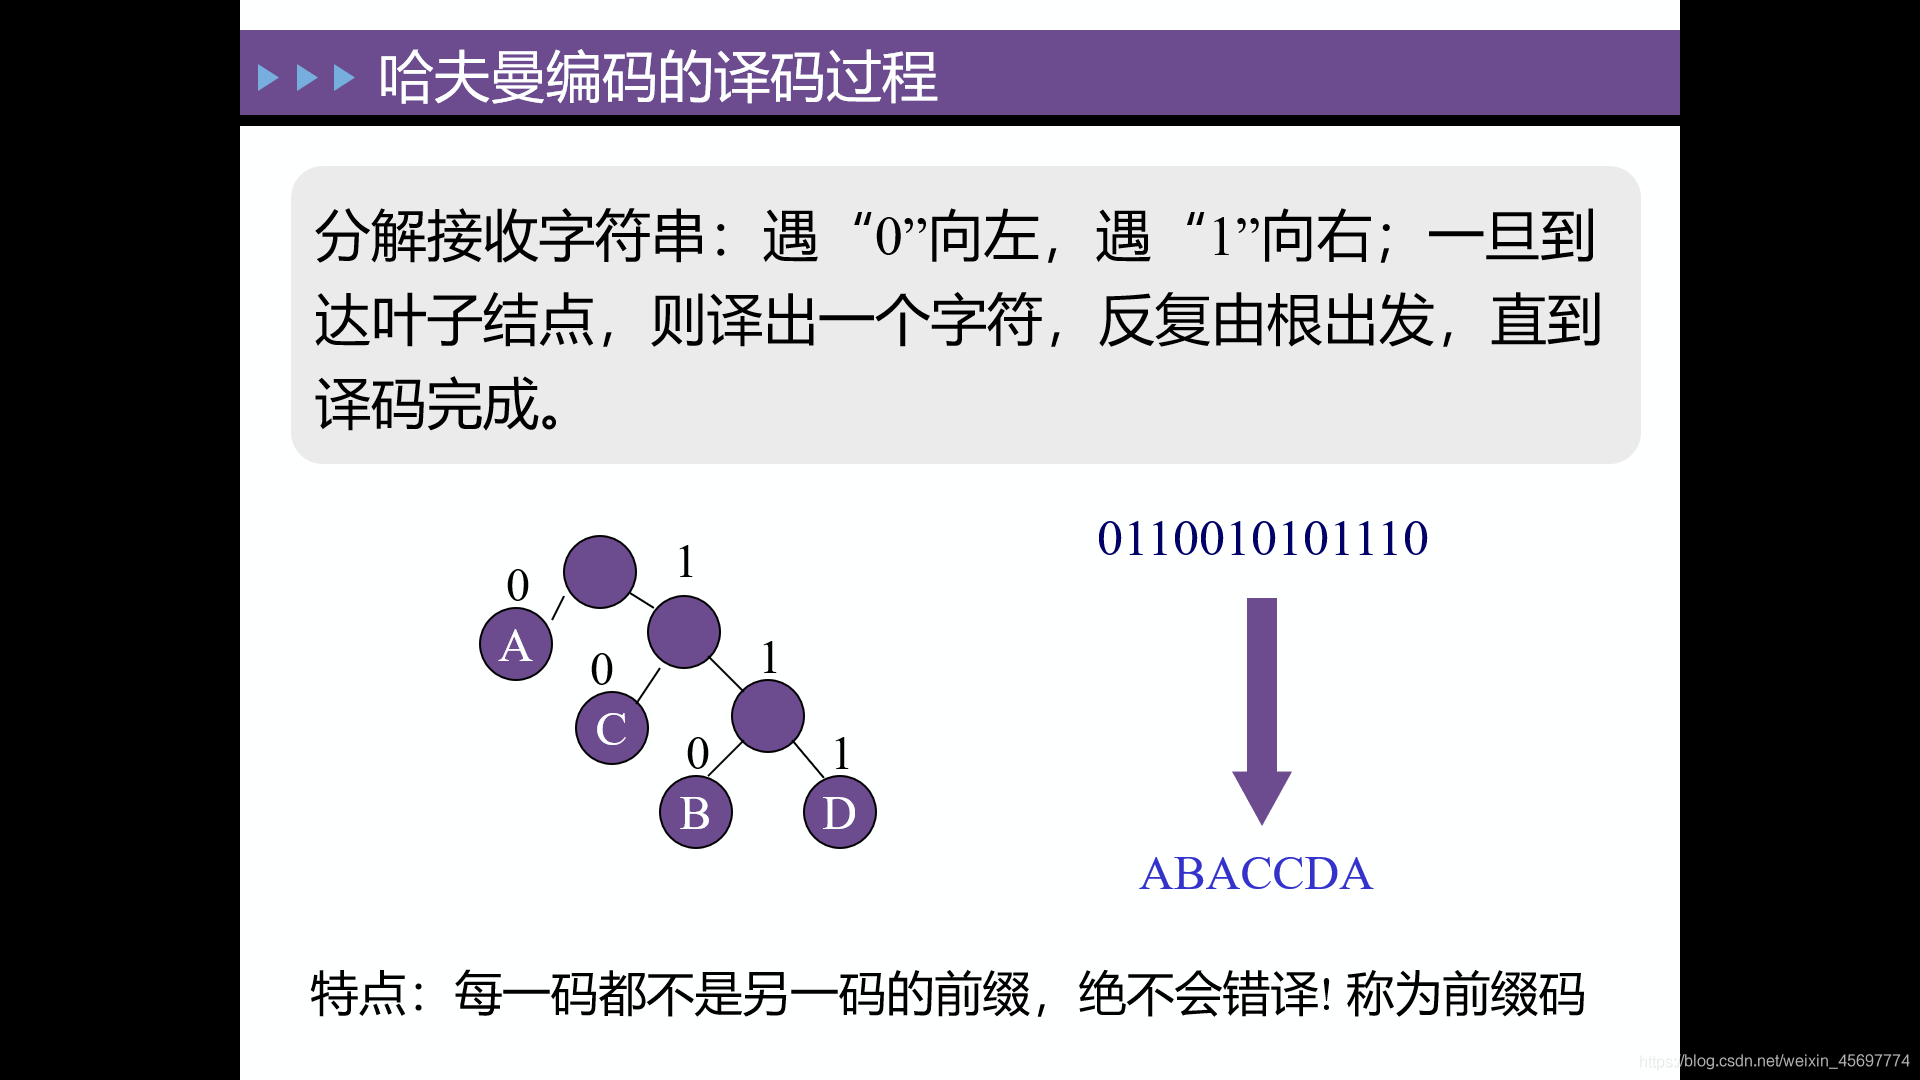 哈夫曼编码的译码过程
分解接收字符串：遇“0”向左，遇“1”向右；一旦到
达叶子结点，则译出一个字符，反复由根出发，直到
译码完成。
0110010101110
0
1
A
0
1
C
0
1
B
D
ABACCDA
特点：每一码都不是另一码的前缀，绝不会错译! 称为前缀码
https://blog.csdn.net/weixin_45697774